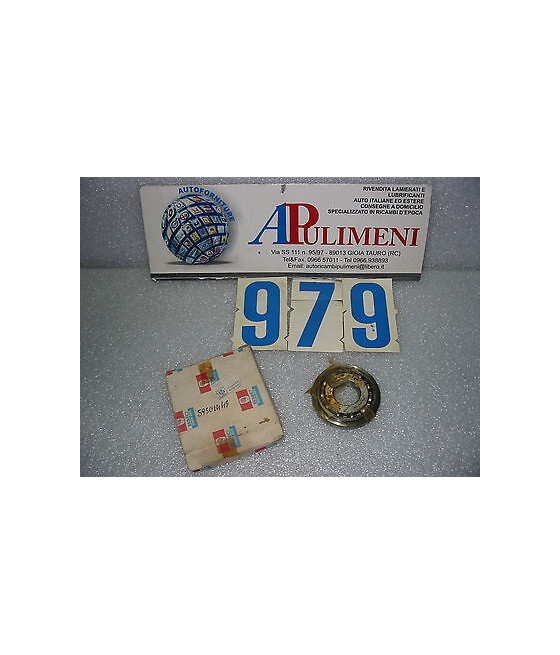 AUTOFORNITURE
APULIMENI
RIVENDITA LAMIERATI E
LUBRIFICANTI
AUTO ITALIANE ED ESTERE
CONSEGNE A DOMICILIO
SPECIALIZZATO IN RICAMBI D'EPOCA
Via SS 111 n. 95/97 - 89013 GIOIA TAURO (RC)
Tel&Fax. 0966 57011 - Tel 0966.938893
Email: autoricambipulimeni@libero.it
979